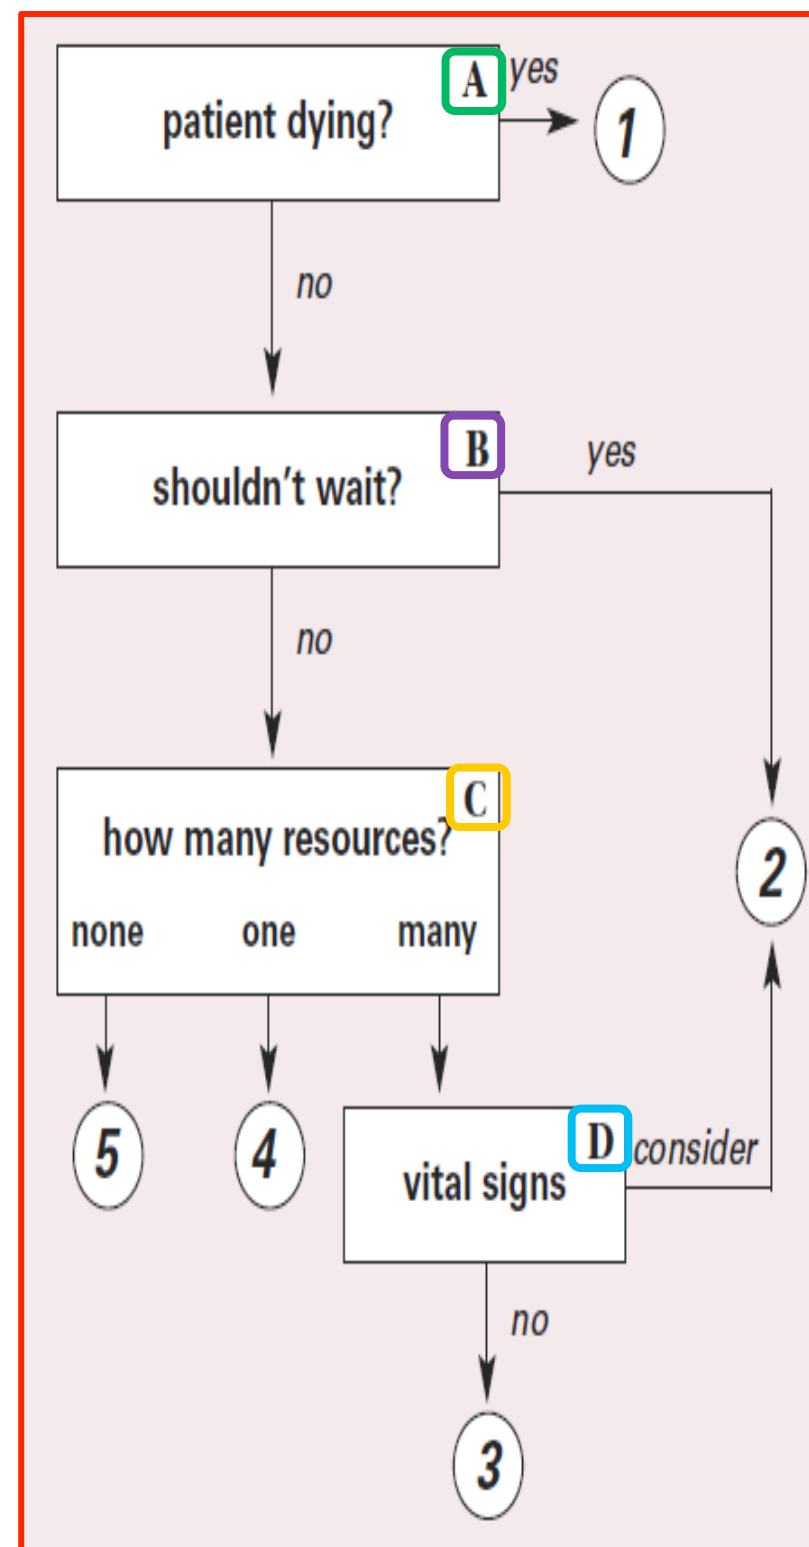 A
yes
patient dying?
1
no
B
yes
shouldn't wait?
no
C
how many resources?
none one many
2
5
4
D
consider
vital signs
no
3